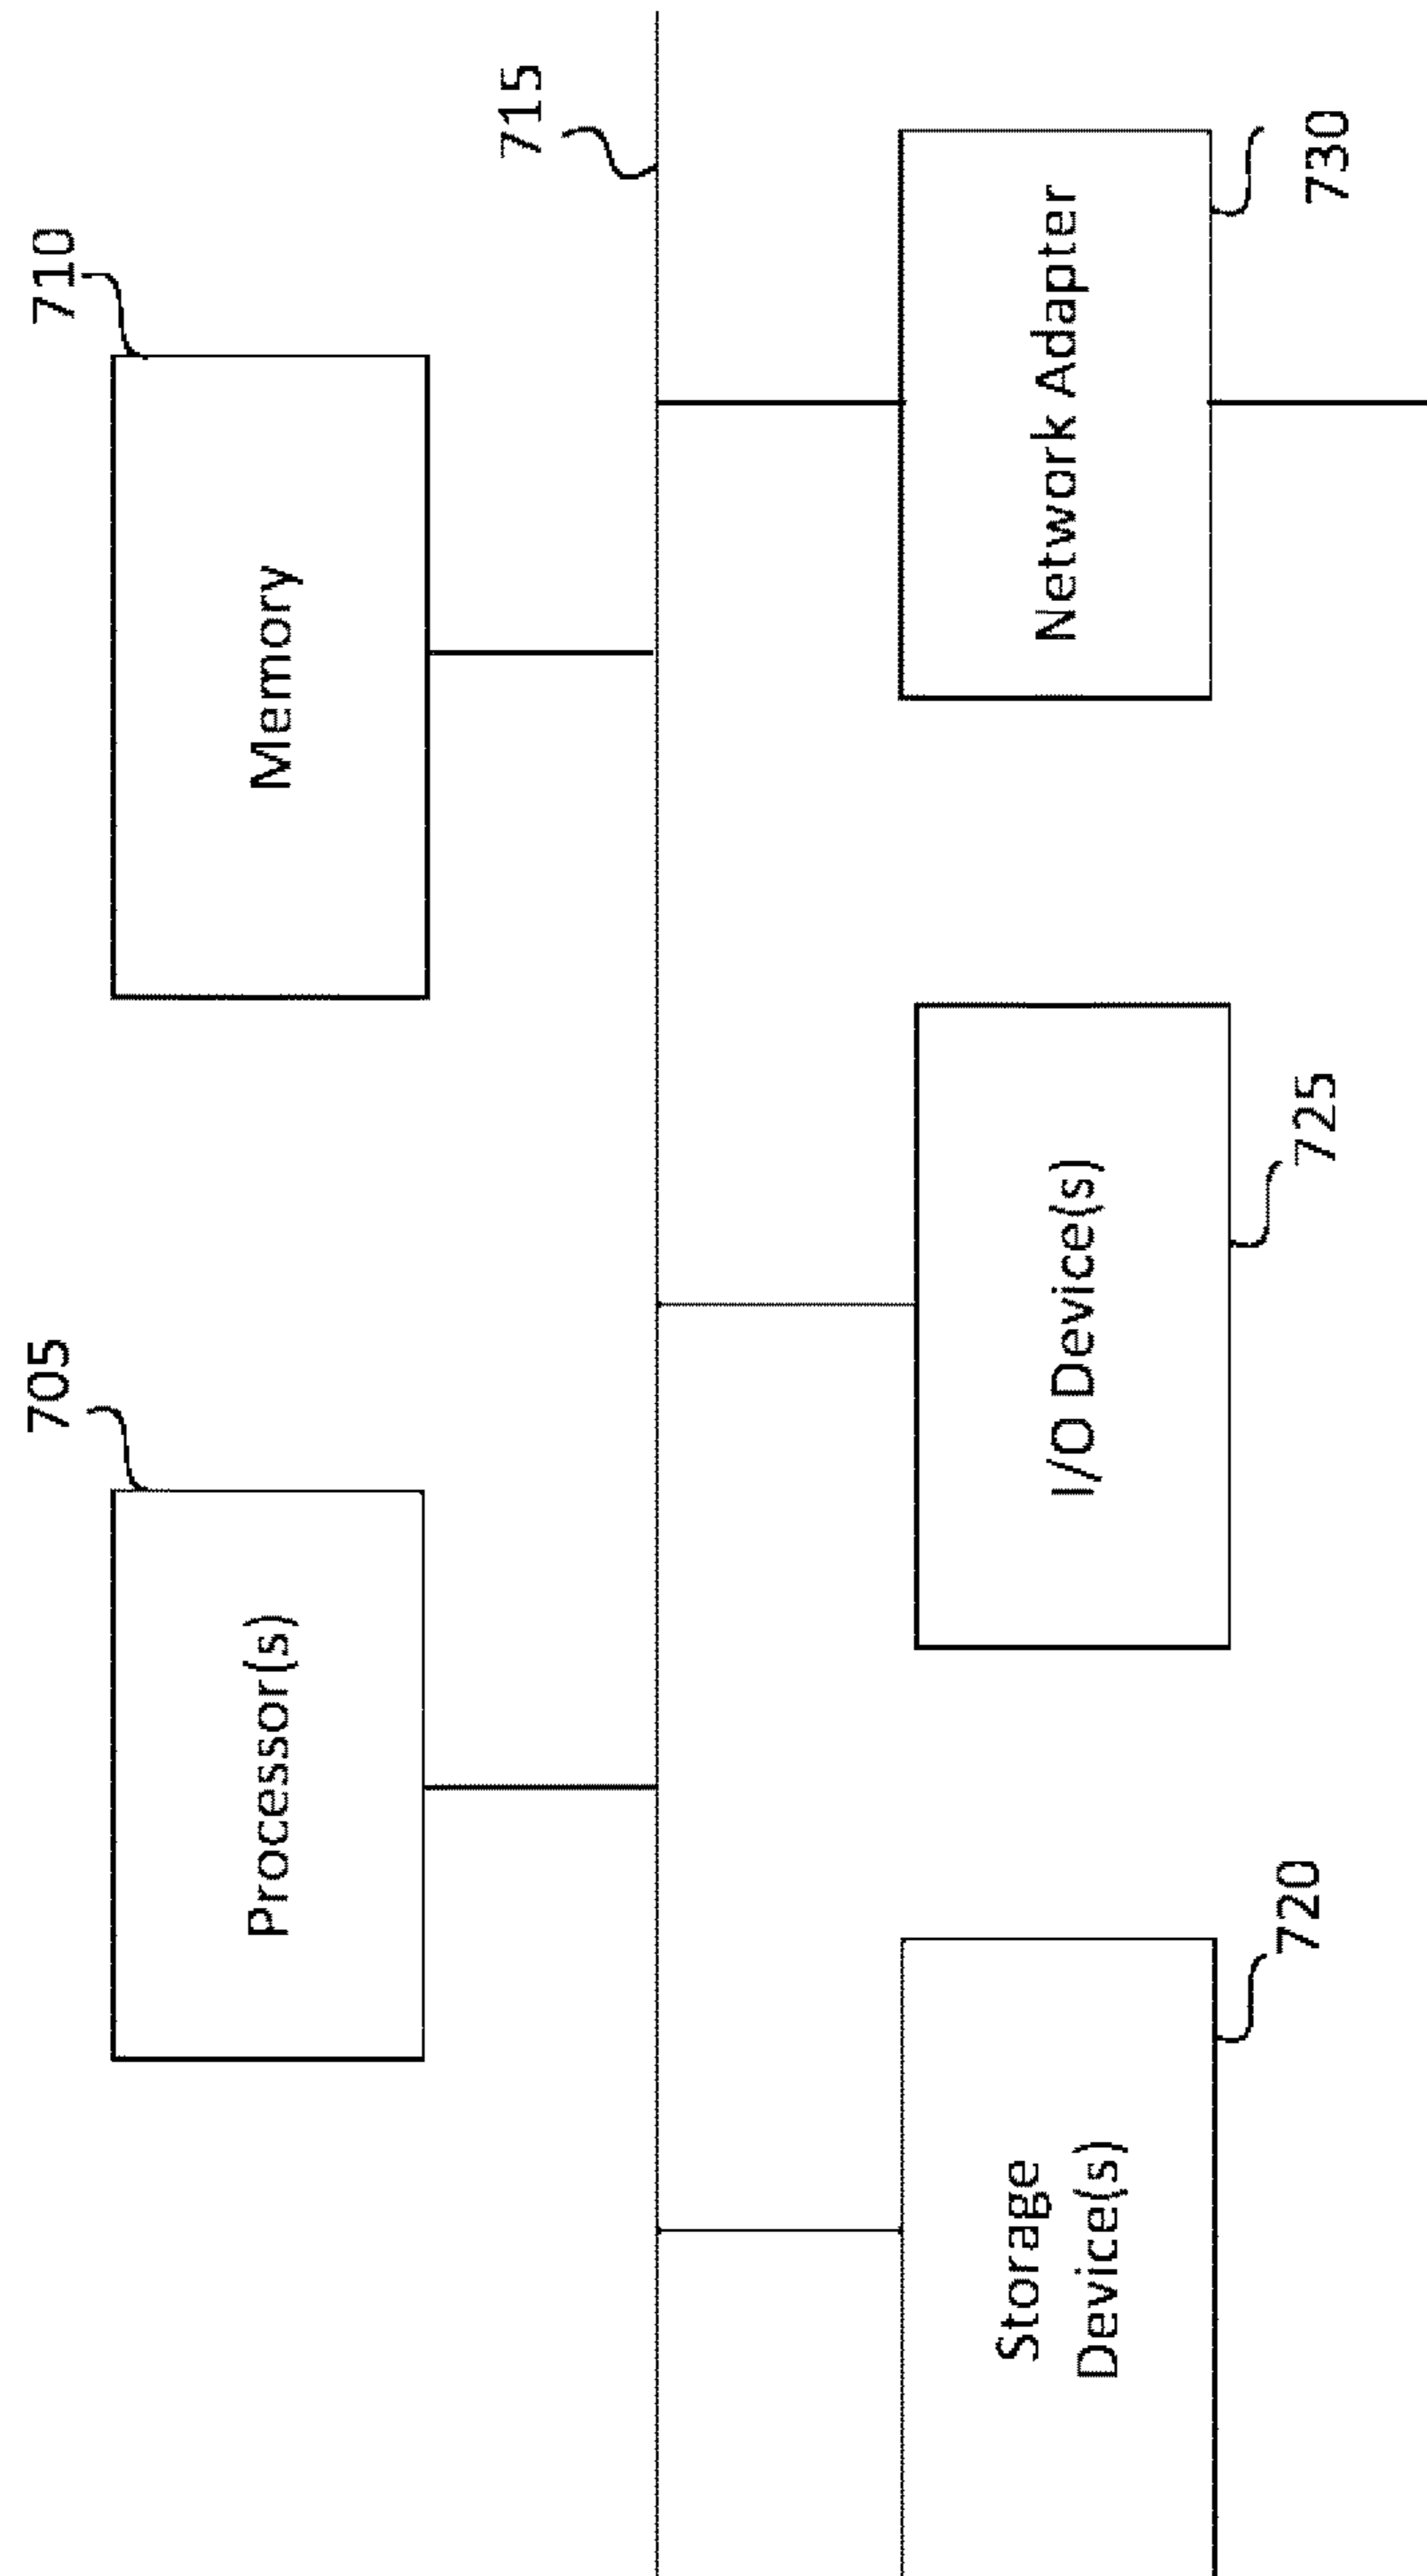 705
710
Processor(s)
Memory
715
Storage
Device(s)
I/O Device(s)
Network Adapter
720
725
730